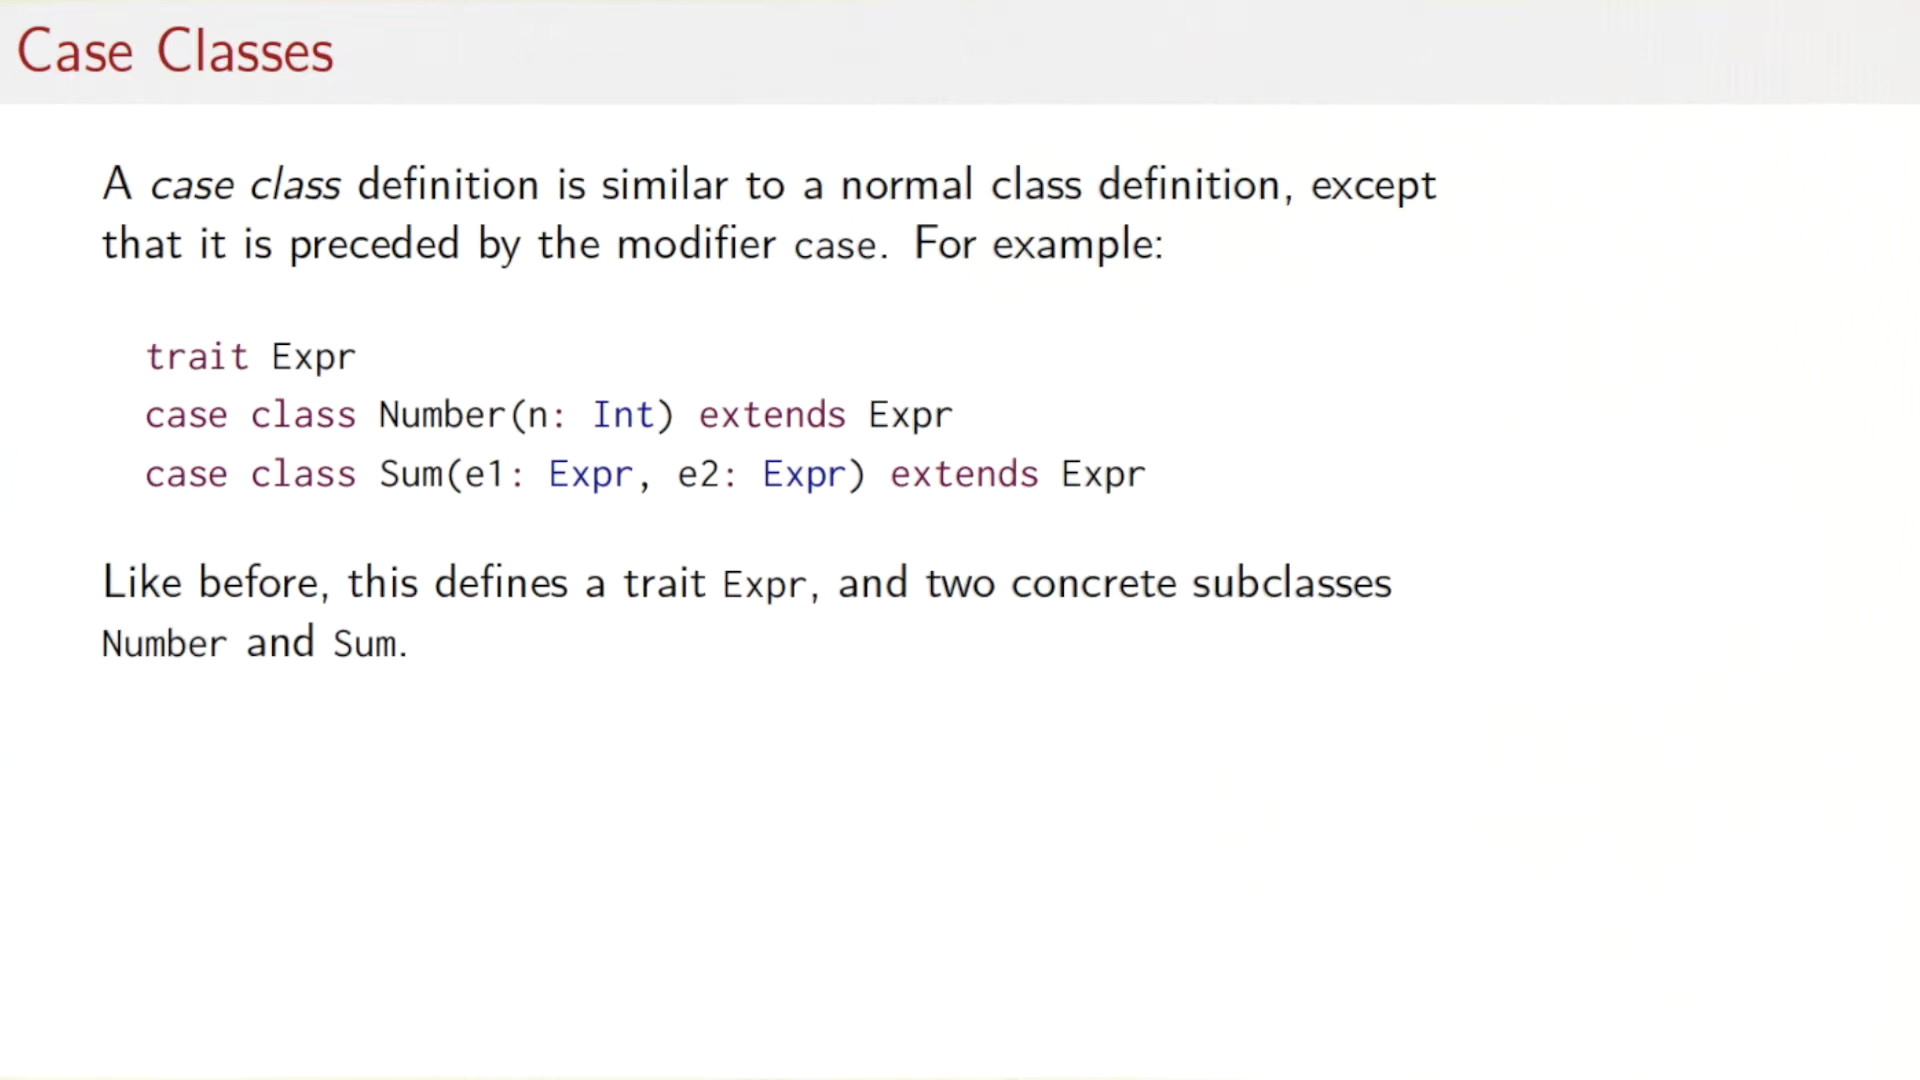 Case Classes
A case class definition is similar to a normal class definition, except
that it is preceded by the modifier case. For example:
trait Expr
case class Number(n: Int) extends Expr
case class Sum(e1: Expr, e2: Expr) extends Expr
Like before, this defines a trait Expr, and two concrete subclasses
Number and Sum.